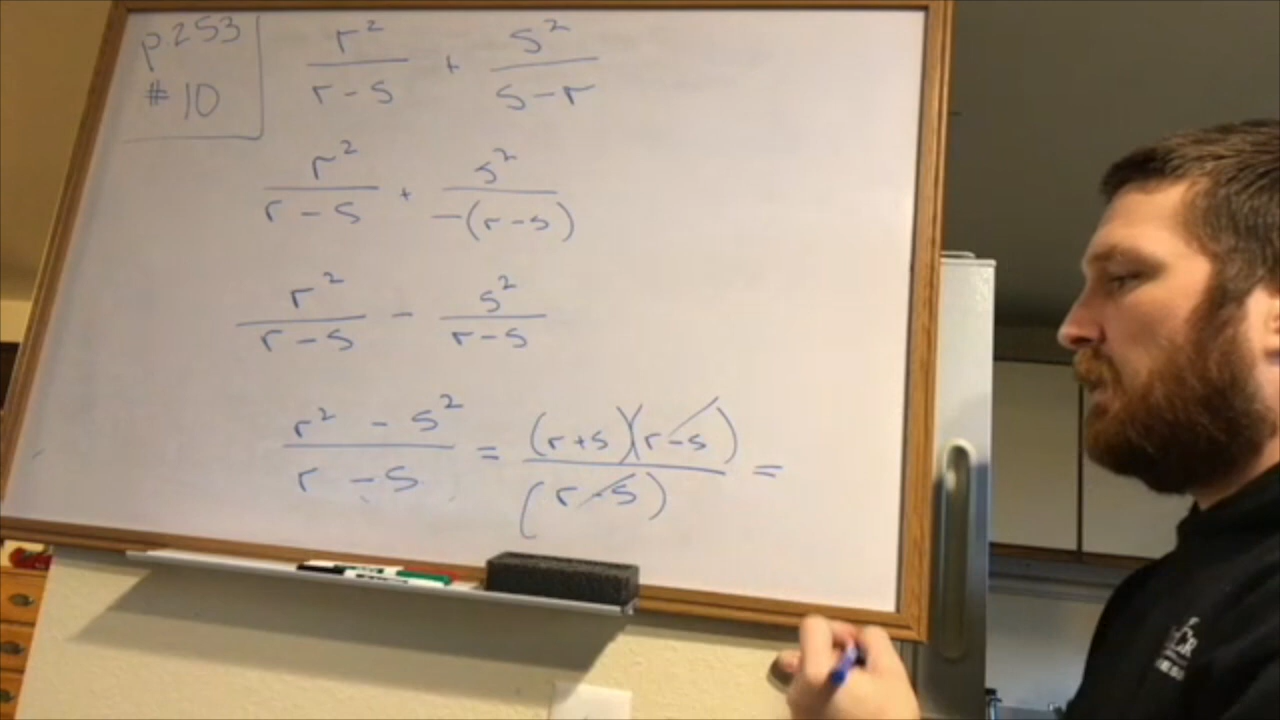 p253
#10
r²/(r-s) + s²/(s-r)
r²/(r-s) + s²/-(r-s)
r²/(r-s) - s²/(r-s)
(r² - s²)/(r-s) = (r+s)(r-s)/(r-s) =